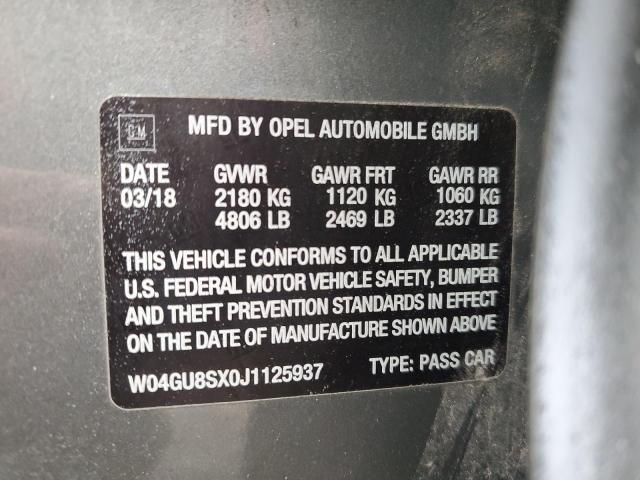 GM MFD BY OPEL AUTOMOBILE GMBH
DATE GVWR GAWR FRT GAWR RR
03/18 2180 KG 1120 KG 1060 KG
4806 LB 2469 LB 2337 LB
THIS VEHICLE CONFORMS TO ALL APPLICABLE
U.S. FEDERAL MOTOR VEHICLE SAFETY, BUMPER
AND THEFT PREVENTION STANDARDS IN EFFECT
ON THE DATE OF MANUFACTURE SHOWN ABOVE
W04GU8SX0J1125937 TYPE: PASS CAR